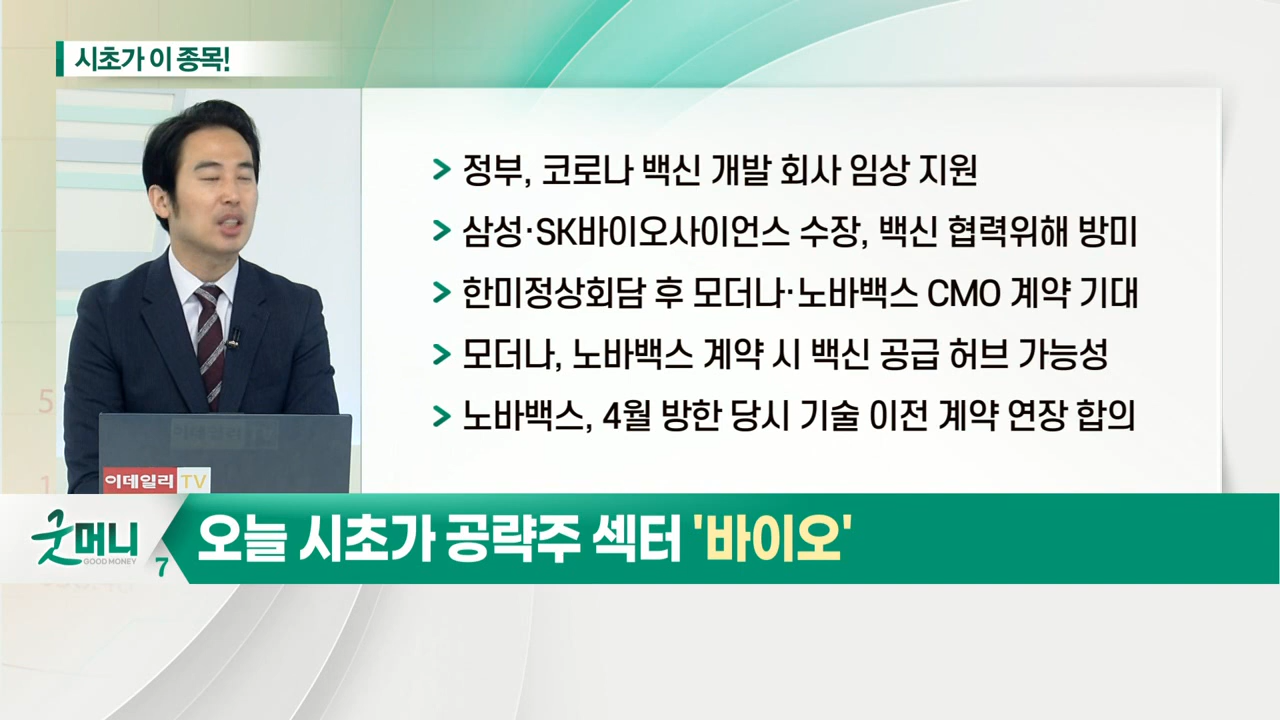 시초가 이 종목!
> 정부, 코로나 백신 개발 회사 임상 지원
> 삼성·SK바이오사이언스 수장, 백신 협력위해 방미
> 한미정상회담 후 모더나·노바백스 CMO 계약 기대
> 모더나, 노바백스 계약 시 백신 공급 허브 가능성
> 노바백스, 4월 방한 당시 기술 이전 계약 연장 합의
이데일리 TV
굿머니
GOOD MONEY
7
오늘 시초가 공략주 섹터 '바이오'